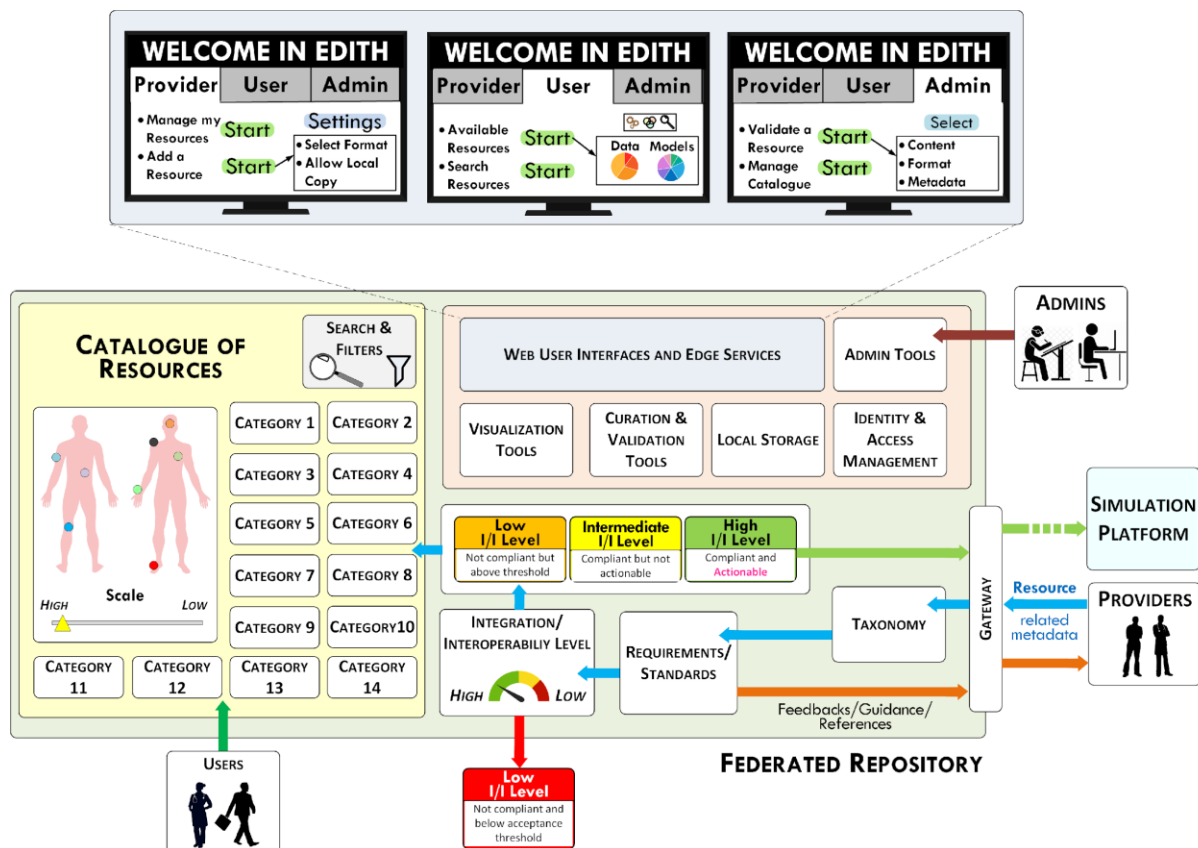 WELCOME IN EDITH
Provider User Admin
• Manage my Resources
Start
• Add a Resource
Start
Settings
• Select Format
• Allow Local Copy
WELCOME IN EDITH
Provider User Admin
• Available Resources
Start
• Search Resources
Start
Data Models
WELCOME IN EDITH
Provider User Admin
• Validate a Resource
Start
• Manage Catalogue
Start
Select
• Content
• Format
• Metadata
CATALOGUE OF
RESOURCES
SEARCH &
FILTERS
Scale
HIGH LOW
CATEGORY 1 CATEGORY 2
CATEGORY 3 CATEGORY 4
CATEGORY 5 CATEGORY 6
CATEGORY 7 CATEGORY 8
CATEGORY 9 CATEGORY10
CATEGORY
11
CATEGORY
12
CATEGORY
13
CATEGORY
14
WEB USER INTERFACES AND EDGE SERVICES
ADMIN TOOLS
VISUALIZATION
TOOLS
CURATION &
VALIDATION
TOOLS
LOCAL STORAGE
IDENTITY &
ACCESS
MANAGEMENT
ADMINS
Low
I/I Level
Not compliant but
above threshold
Intermediate
I/I Level
Compliant but not
actionable
High
I/I Level
Compliant and
Actionable
INTEGRATION/
INTEROPERABILIY LEVEL
HIGH LOW
REQUIREMENTS/
STANDARDS
TAXONOMY
GATEWAY
SIMULATION
PLATFORM
Resource
related
metadata
PROVIDERS
Feedbacks/Guidance/
References
FEDERATED REPOSITORY
USERS
Low
I/I Level
Not compliant and
below acceptance
threshold